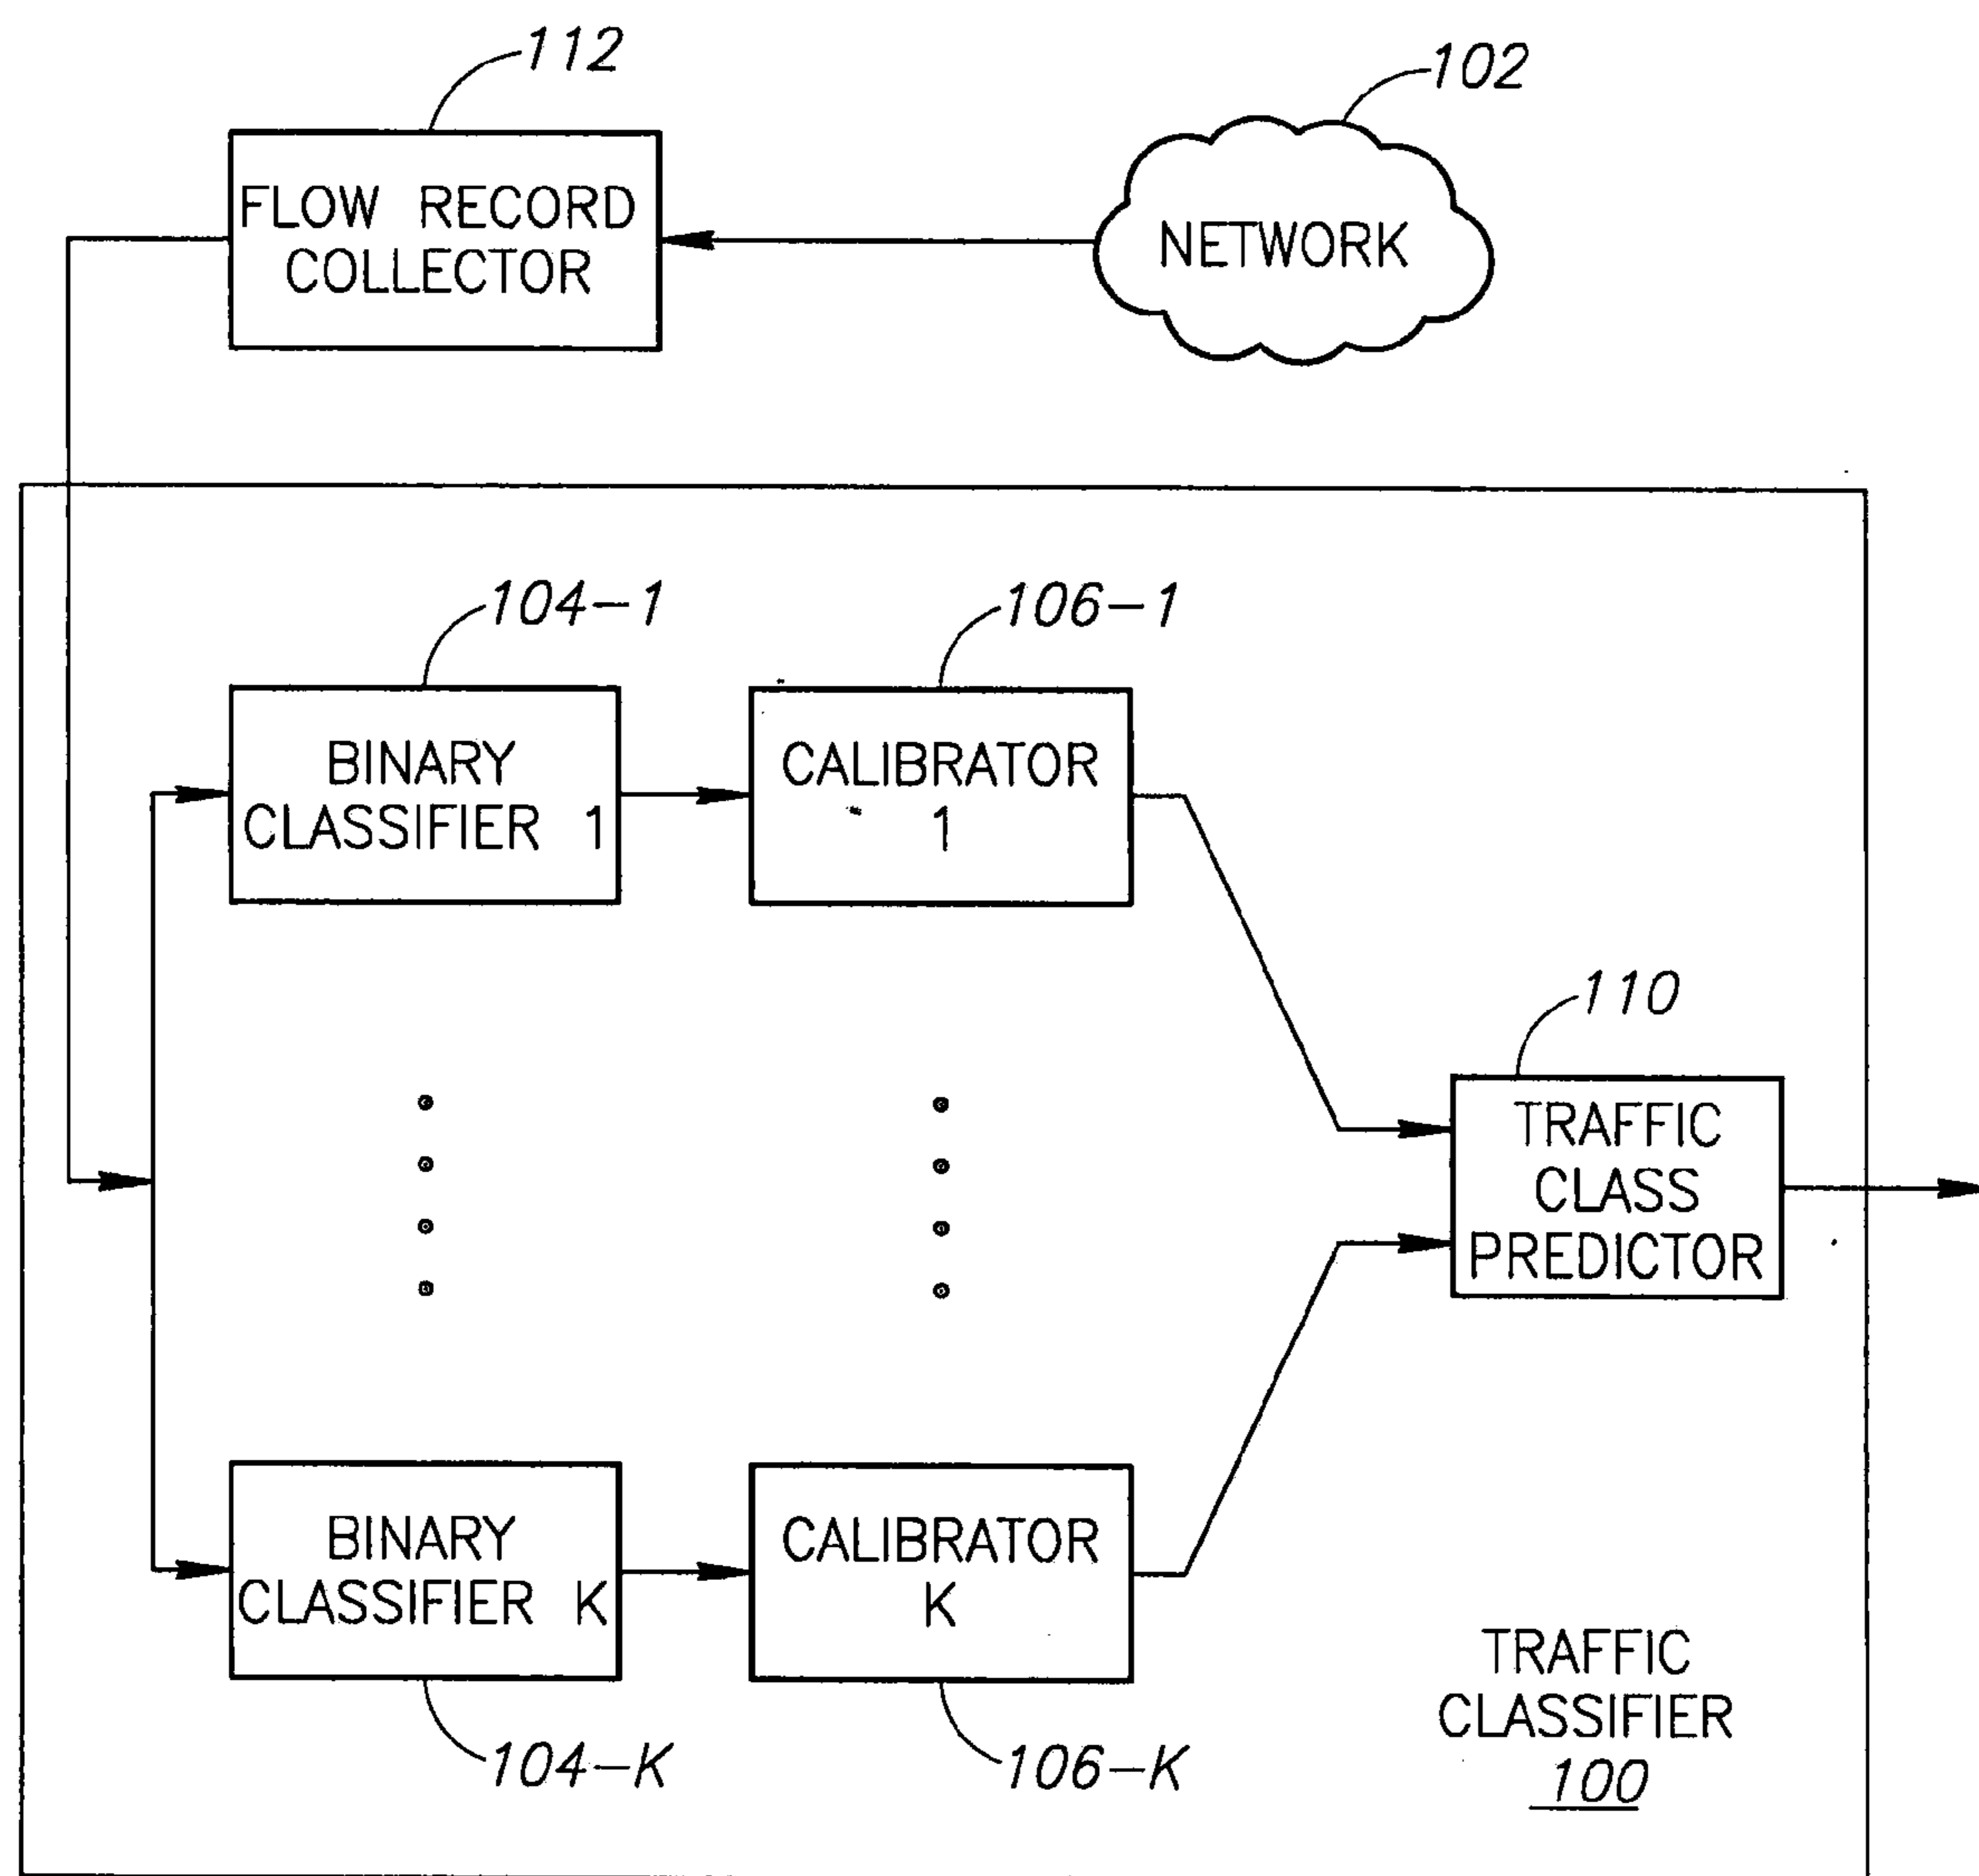 112
102
FLOW RECORD
COLLECTOR
NETWORK
104-1
106-1
BINARY
CLASSIFIER 1
CALIBRATOR
1
110
TRAFFIC
CLASS
PREDICTOR
BINARY
CLASSIFIER K
CALIBRATOR
K
104-K
106-K
TRAFFIC
CLASSIFIER
100